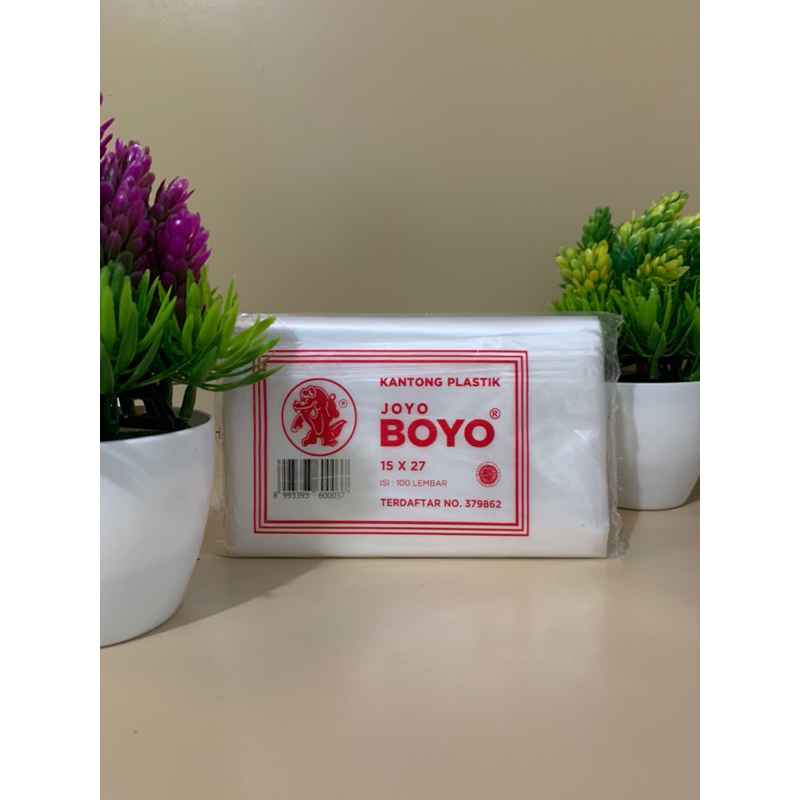 KANTONG PLASTIK
JOYO
BOYO®
15 X 27
ISI : 100 LEMBAR
TERDAFTAR NO. 379862
®
8 993393 600037